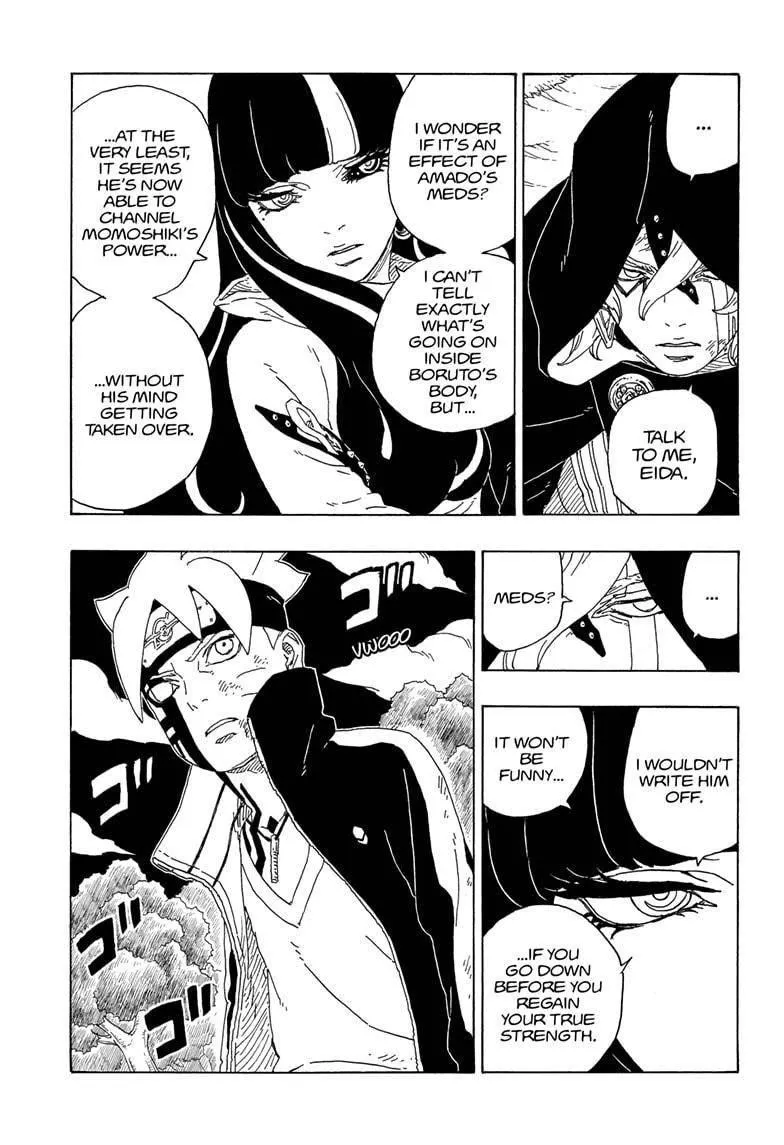 ...
TALK
TO ME,
EIDA.
I WONDER
IF IT'S AN
EFFECT OF
AMADO'S
MEDS?
I CAN'T
TELL
EXACTLY
WHAT'S
GOING ON
INSIDE
BORUTO'S
BODY,
BUT...
...AT THE
VERY LEAST,
IT SEEMS
HE'S NOW
ABLE TO
CHANNEL
MOMOSHIKI'S
POWER...
...WITHOUT
HIS MIND
GETTING
TAKEN OVER.
...
MEDS?
I WOULDN'T
WRITE HIM
OFF.
IT WON'T
BE
FUNNY...
...IF YOU
GO DOWN
BEFORE YOU
REGAIN
YOUR TRUE
STRENGTH.
ゴ
VWOOO
ゴ
ゴ
ゴ